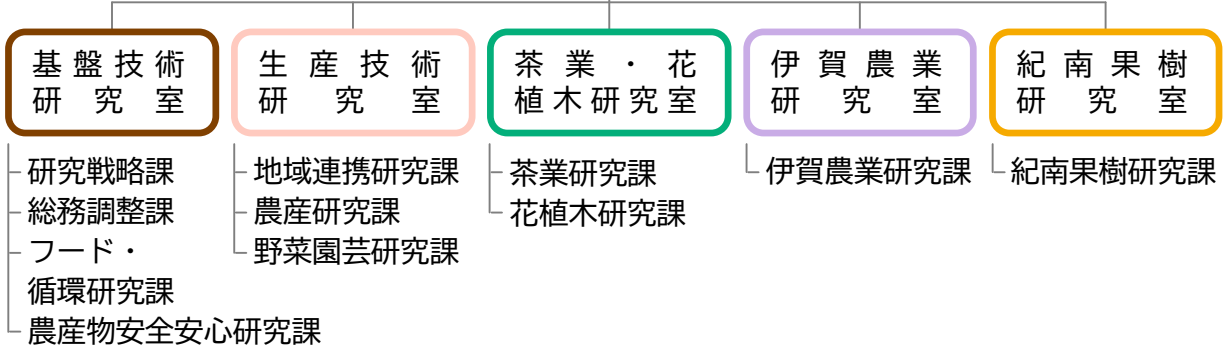 基盤技術
研究室
生産技術
研究室
茶業・花
植木研究室
伊賀農業
研究室
紀南果樹
研究室
研究戦略課
総務調整課
フード・
循環研究課
農産物安全安心研究課
地域連携研究課
農産研究課
野菜園芸研究課
茶業研究課
花植木研究課
伊賀農業研究課
紀南果樹研究課